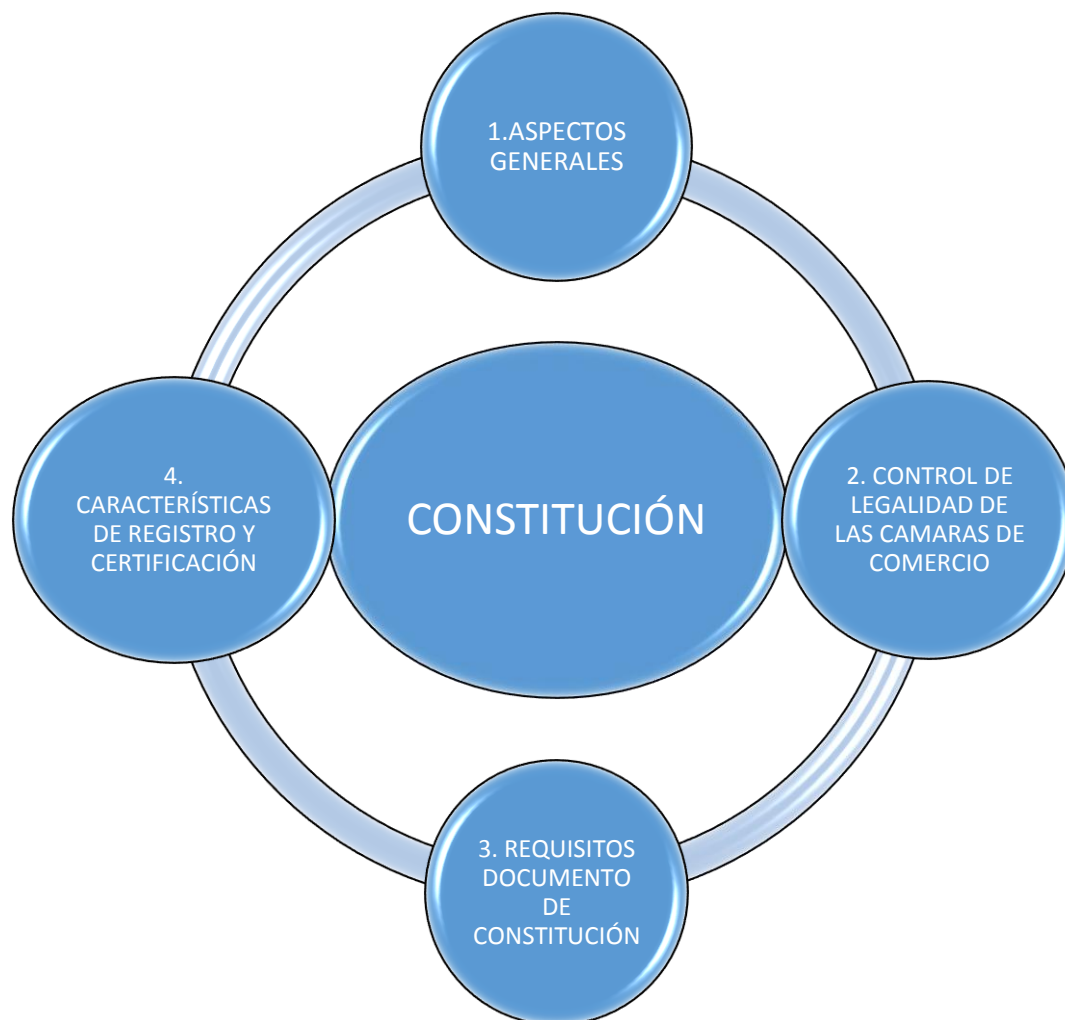 1.ASPECTOS
GENERALES
CONSTITUCIÓN
2. CONTROL DE
LEGALIDAD DE
LAS CAMARAS DE
COMERCIO
3. REQUISITOS
DOCUMENTO
DE
CONSTITUCIÓN
4.
CARACTERÍSTICAS
DE REGISTRO Y
CERTIFICACIÓN